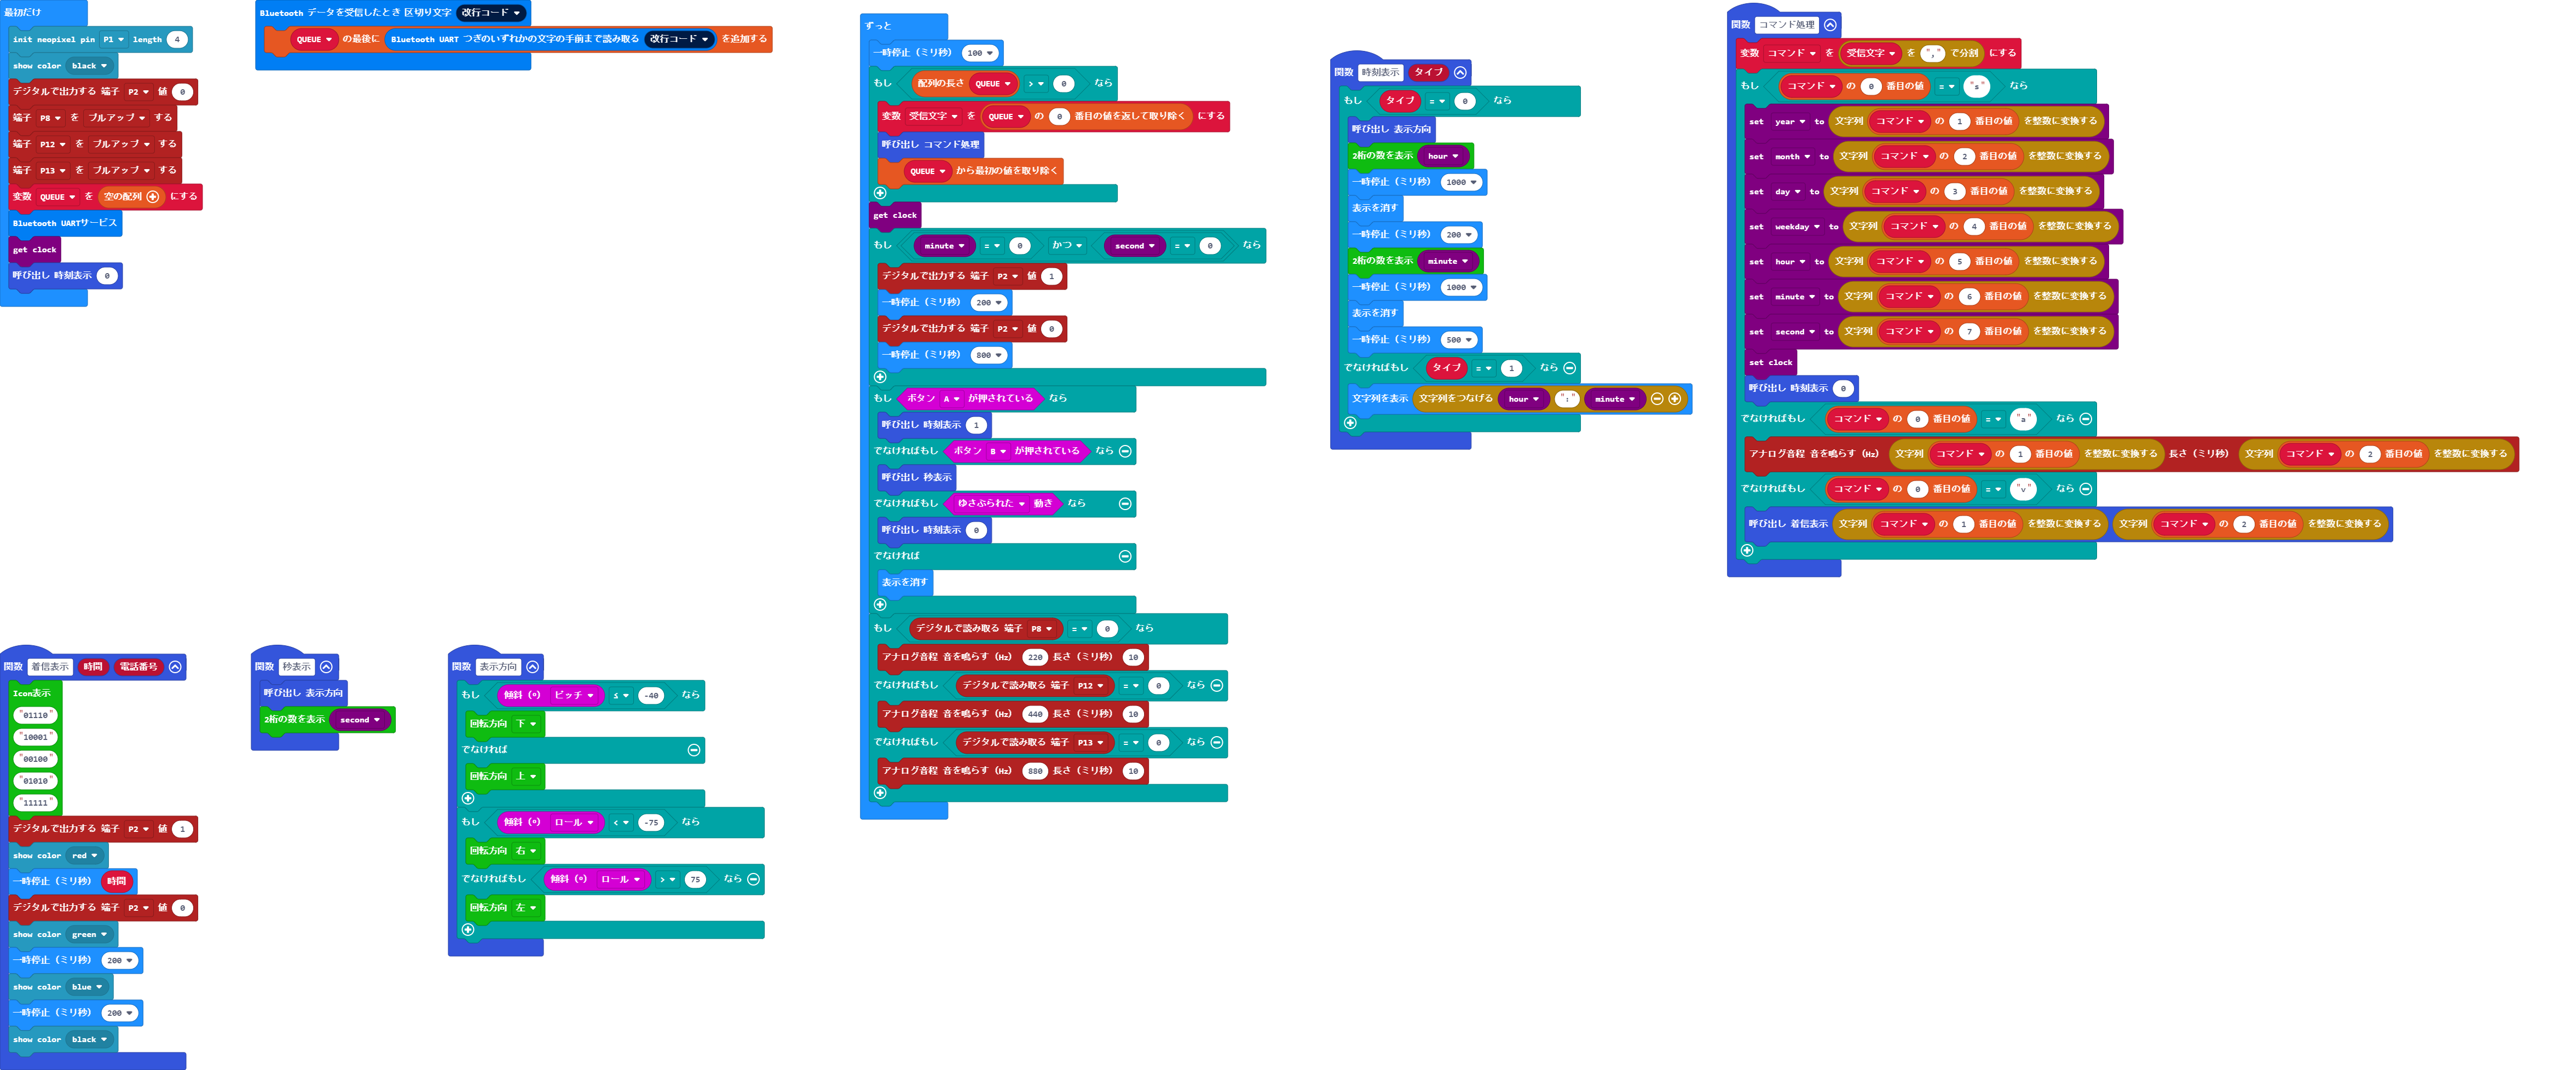 最初だけ
init neopixel pin P1 length 4
show color black
デジタルで出力する 端子 P2 値 0
端子 P8 を プルアップ する
端子 P12 を プルアップ する
端子 P13 を プルアップ する
変数 QUEUE を 空の配列 にする
Bluetooth UARTサービス
get clock
呼び出し 時刻表示 0
Bluetooth データを受信したとき 区切り文字 改行コード
QUEUE の最後に Bluetooth UART つぎのいずれかの文字の手前まで読み取る 改行コード を追加する
ずっと
一時停止（ミリ秒） 100
もし 配列の長さ QUEUE > 0 なら
変数 受信文字 を QUEUE の 0 番目の値を返して取り除く にする
呼び出し コマンド処理
QUEUE から最初の値を取り除く
get clock
もし minute = 0 かつ second = 0 なら
デジタルで出力する 端子 P2 値 1
一時停止（ミリ秒） 200
デジタルで出力する 端子 P2 値 0
一時停止（ミリ秒） 800
もし ボタン A が押されている なら
呼び出し 時刻表示 1
でなければもし ボタン B が押されている なら
呼び出し 秒表示
でなければもし ゆさぶられた 動き なら
呼び出し 時刻表示 0
でなければ
表示を消す
もし デジタルで読み取る 端子 P8 = 0 なら
アナログ音程 音を鳴らす (Hz) 220 長さ（ミリ秒） 10
でなければもし デジタルで読み取る 端子 P12 = 0 なら
アナログ音程 音を鳴らす (Hz) 440 長さ（ミリ秒） 10
でなければもし デジタルで読み取る 端子 P13 = 0 なら
アナログ音程 音を鳴らす (Hz) 880 長さ（ミリ秒） 10
関数 時刻表示 タイプ
もし タイプ = 0 なら
呼び出し 表示方向
2桁の数を表示 hour
一時停止（ミリ秒） 1000
表示を消す
一時停止（ミリ秒） 200
2桁の数を表示 minute
一時停止（ミリ秒） 1000
表示を消す
一時停止（ミリ秒） 500
でなければもし タイプ = 1 なら
文字列を表示 文字列をつなげる hour ":" minute
関数 コマンド処理
変数 コマンド を 受信文字 を "," で分割 にする
もし コマンド の 0 番目の値 = "s" なら
set year to 文字列 コマンド の 1 番目の値 を整数に変換する
set month to 文字列 コマンド の 2 番目の値 を整数に変換する
set day to 文字列 コマンド の 3 番目の値 を整数に変換する
set weekday to 文字列 コマンド の 4 番目の値 を整数に変換する
set hour to 文字列 コマンド の 5 番目の値 を整数に変換する
set minute to 文字列 コマンド の 6 番目の値 を整数に変換する
set second to 文字列 コマンド の 7 番目の値 を整数に変換する
set clock
呼び出し 時刻表示 0
でなければもし コマンド の 0 番目の値 = "a" なら
アナログ音程 音を鳴らす (Hz) 文字列 コマンド の 1 番目の値 を整数に変換する 長さ（ミリ秒） 文字列 コマンド の 2 番目の値 を整数に変換する
でなければもし コマンド の 0 番目の値 = "v" なら
呼び出し 着信表示 文字列 コマンド の 1 番目の値 を整数に変換する 文字列 コマンド の 2 番目の値 を整数に変換する
関数 着信表示 時間 電話番号
Icon表示
"01110"
"10001"
"00100"
"01010"
"11111"
デジタルで出力する 端子 P2 値 1
show color red
一時停止（ミリ秒） 時間
デジタルで出力する 端子 P2 値 0
show color green
一時停止（ミリ秒） 200
show color blue
一時停止（ミリ秒） 200
show color black
関数 秒表示
呼び出し 表示方向
2桁の数を表示 second
関数 表示方向
もし 傾斜 (°) ピッチ ≤ -40 なら
回転方向 下
でなければ
回転方向 上
もし 傾斜 (°) ロール < -75 なら
回転方向 右
でなければもし 傾斜 (°) ロール > 75 なら
回転方向 左